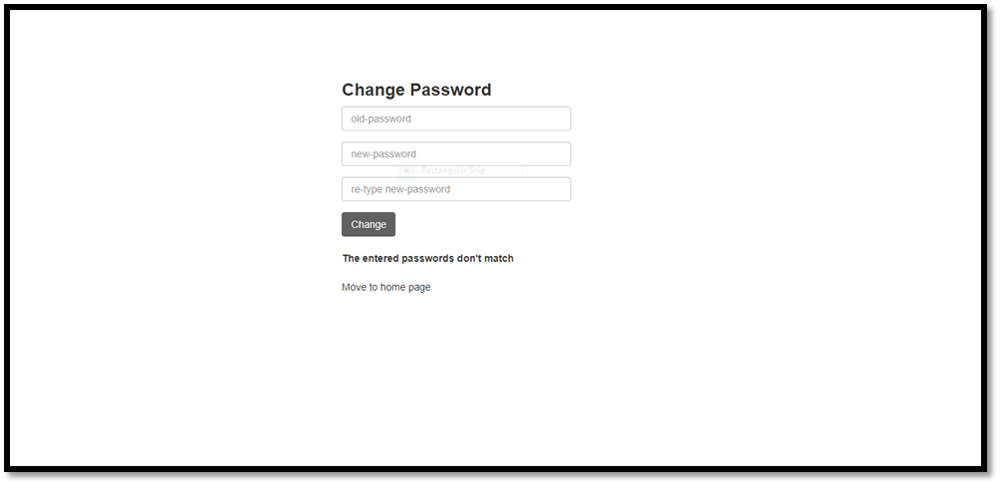 Change Password
old-password
new-password
Rectangular Snip
re-type new-password
Change
The entered passwords don't match
Move to home page